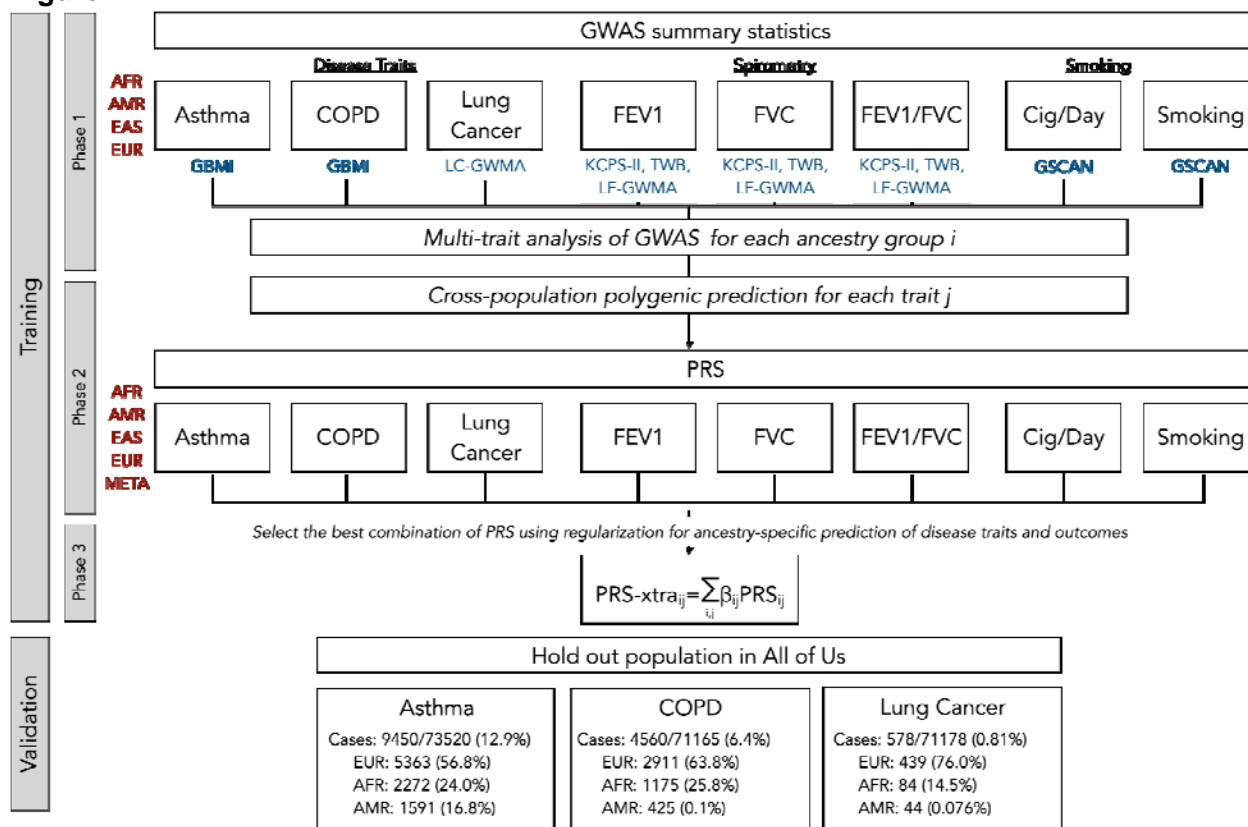 GWAS summary statistics
Disease Traits
Spirometry
Smoking
AFR
AMR
EAS
EUR
Asthma
COPD
Lung
Cancer
FEV1
FVC
FEV1/FVC
Cig/Day
Smoking
GBMI
GBMI
LC-GWMA
KCPS-II, TWB,
LF-GWMA
KCPS-II, TWB,
LF-GWMA
KCPS-II, TWB,
LF-GWMA
GSCAN
GSCAN
Multi-trait analysis of GWAS for each ancestry group i
Cross-population polygenic prediction for each trait j
Training
Phase 1
Phase 2
Phase 3
PRS
AFR
AMR
EAS
EUR
META
Asthma
COPD
Lung
Cancer
FEV1
FVC
FEV1/FVC
Cig/Day
Smoking
Select the best combination of PRS using regularization for ancestry-specific prediction of disease traits and outcomes
PRS-xtraij=∑i,j βijPRSij
Validation
Hold out population in All of Us
Asthma
Cases: 9450/73520 (12.9%)
EUR: 5363 (56.8%)
AFR: 2272 (24.0%)
AMR: 1591 (16.8%)
COPD
Cases: 4560/71165 (6.4%)
EUR: 2911 (63.8%)
AFR: 1175 (25.8%)
AMR: 425 (0.1%)
Lung Cancer
Cases: 578/71178 (0.81%)
EUR: 439 (76.0%)
AFR: 84 (14.5%)
AMR: 44 (0.076%)